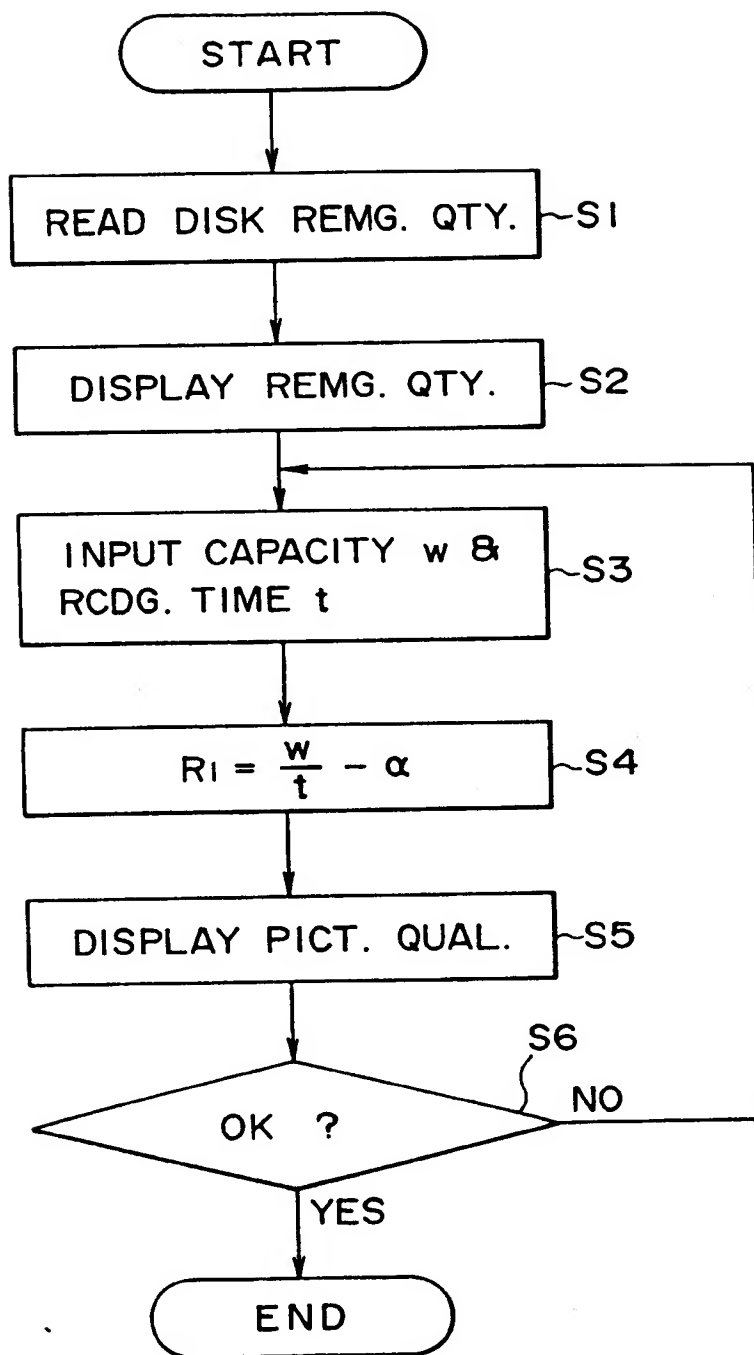 START
READ DISK REMG. QTY.
S1
DISPLAY REMG. QTY.
S2
INPUT CAPACITY w &
RCDG. TIME t
S3
R1 = w/t - α
S4
DISPLAY PICT. QUAL.
S5
S6
OK ?
NO
YES
END